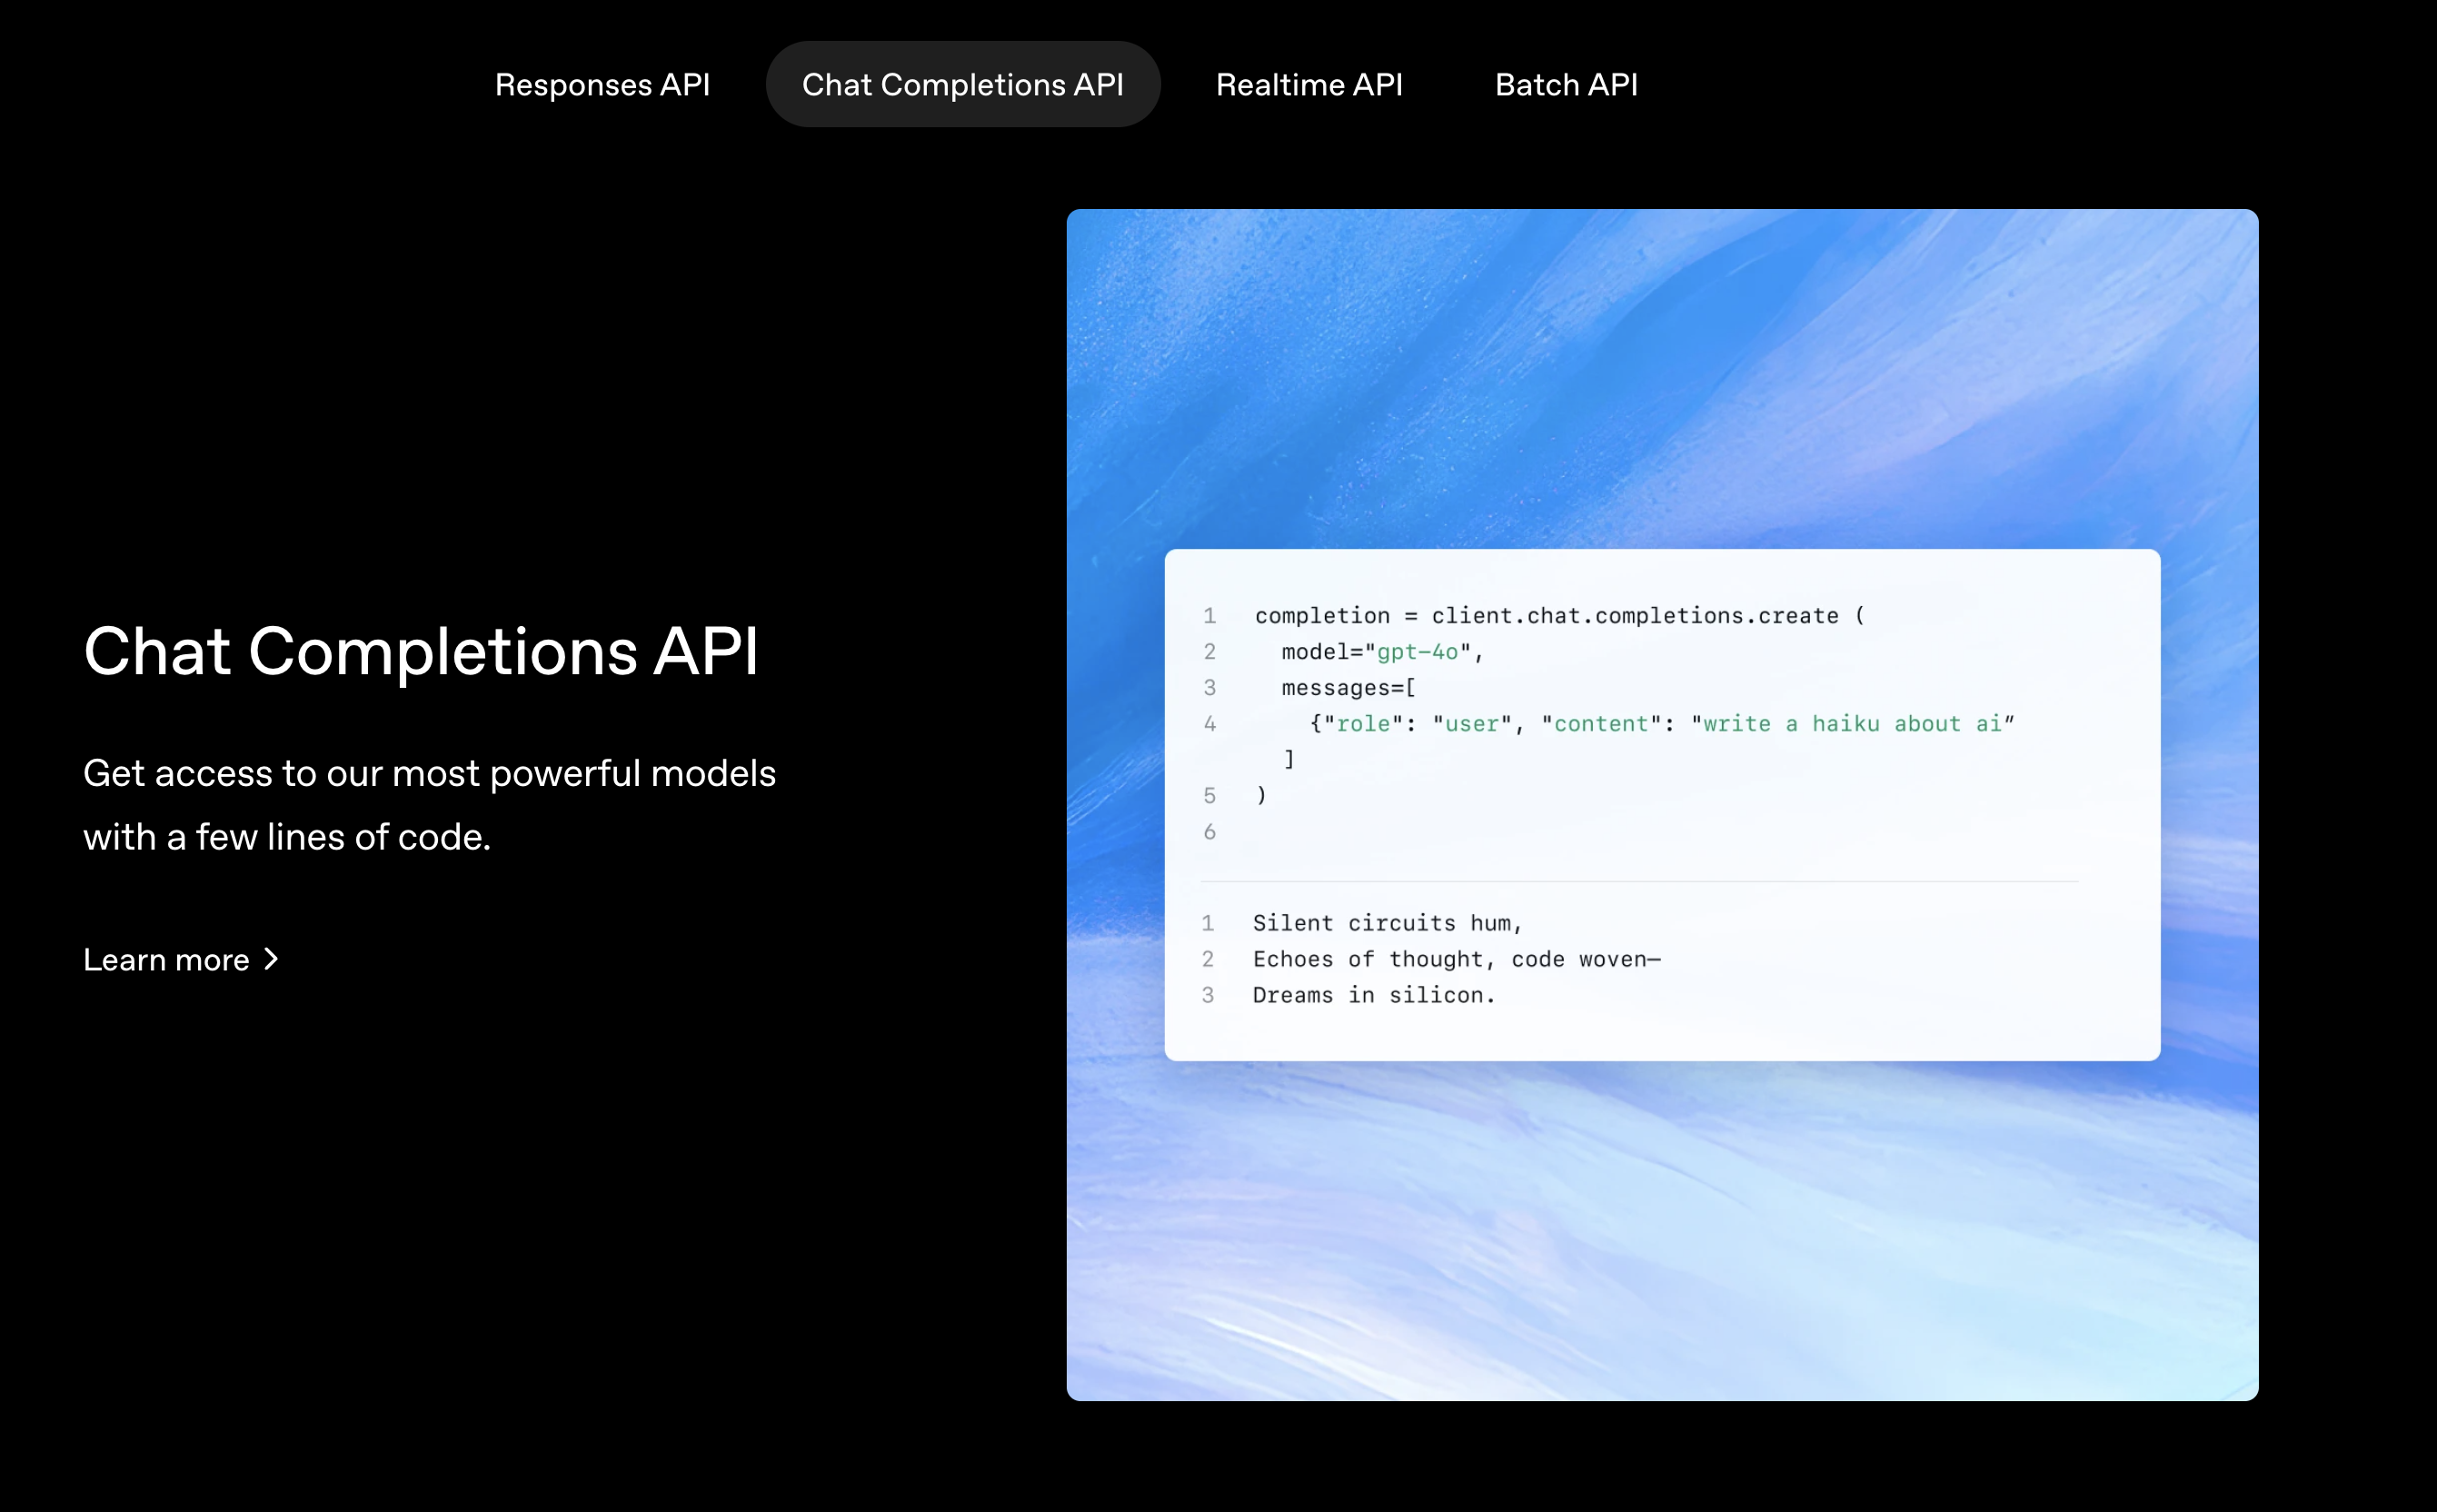 Responses API
Chat Completions API
Realtime API
Batch API
Chat Completions API
Get access to our most powerful models
with a few lines of code.
Learn more
1 completion = client.chat.completions.create (
2 model="gpt-4o",
3 messages=[
4 {"role": "user", "content": "write a haiku about ai”
]
5 )
6
1 Silent circuits hum,
2 Echoes of thought, code woven—
3 Dreams in silicon.